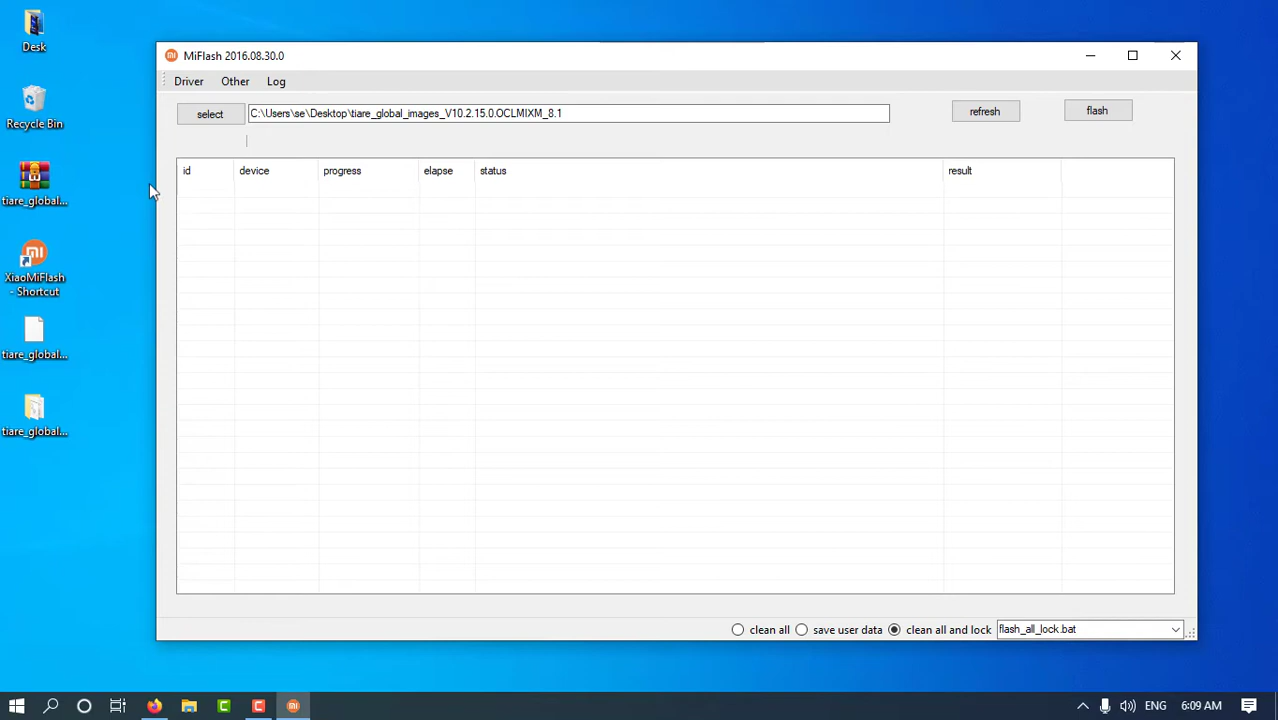 Desk
Recycle Bin
tiare_global...
XiaoMiFlash
- Shortcut
tiare_global...
tiare_global...
MiFlash 2016.08.30.0
Driver Other Log
select C:\Users\se\Desktop\tiare_global_images_V10.2.15.0.OCLMIXM_8.1 refresh flash
id device progress elapse status result
clean all save user data clean all and lock flash_all_lock.bat
ENG 6:09 AM